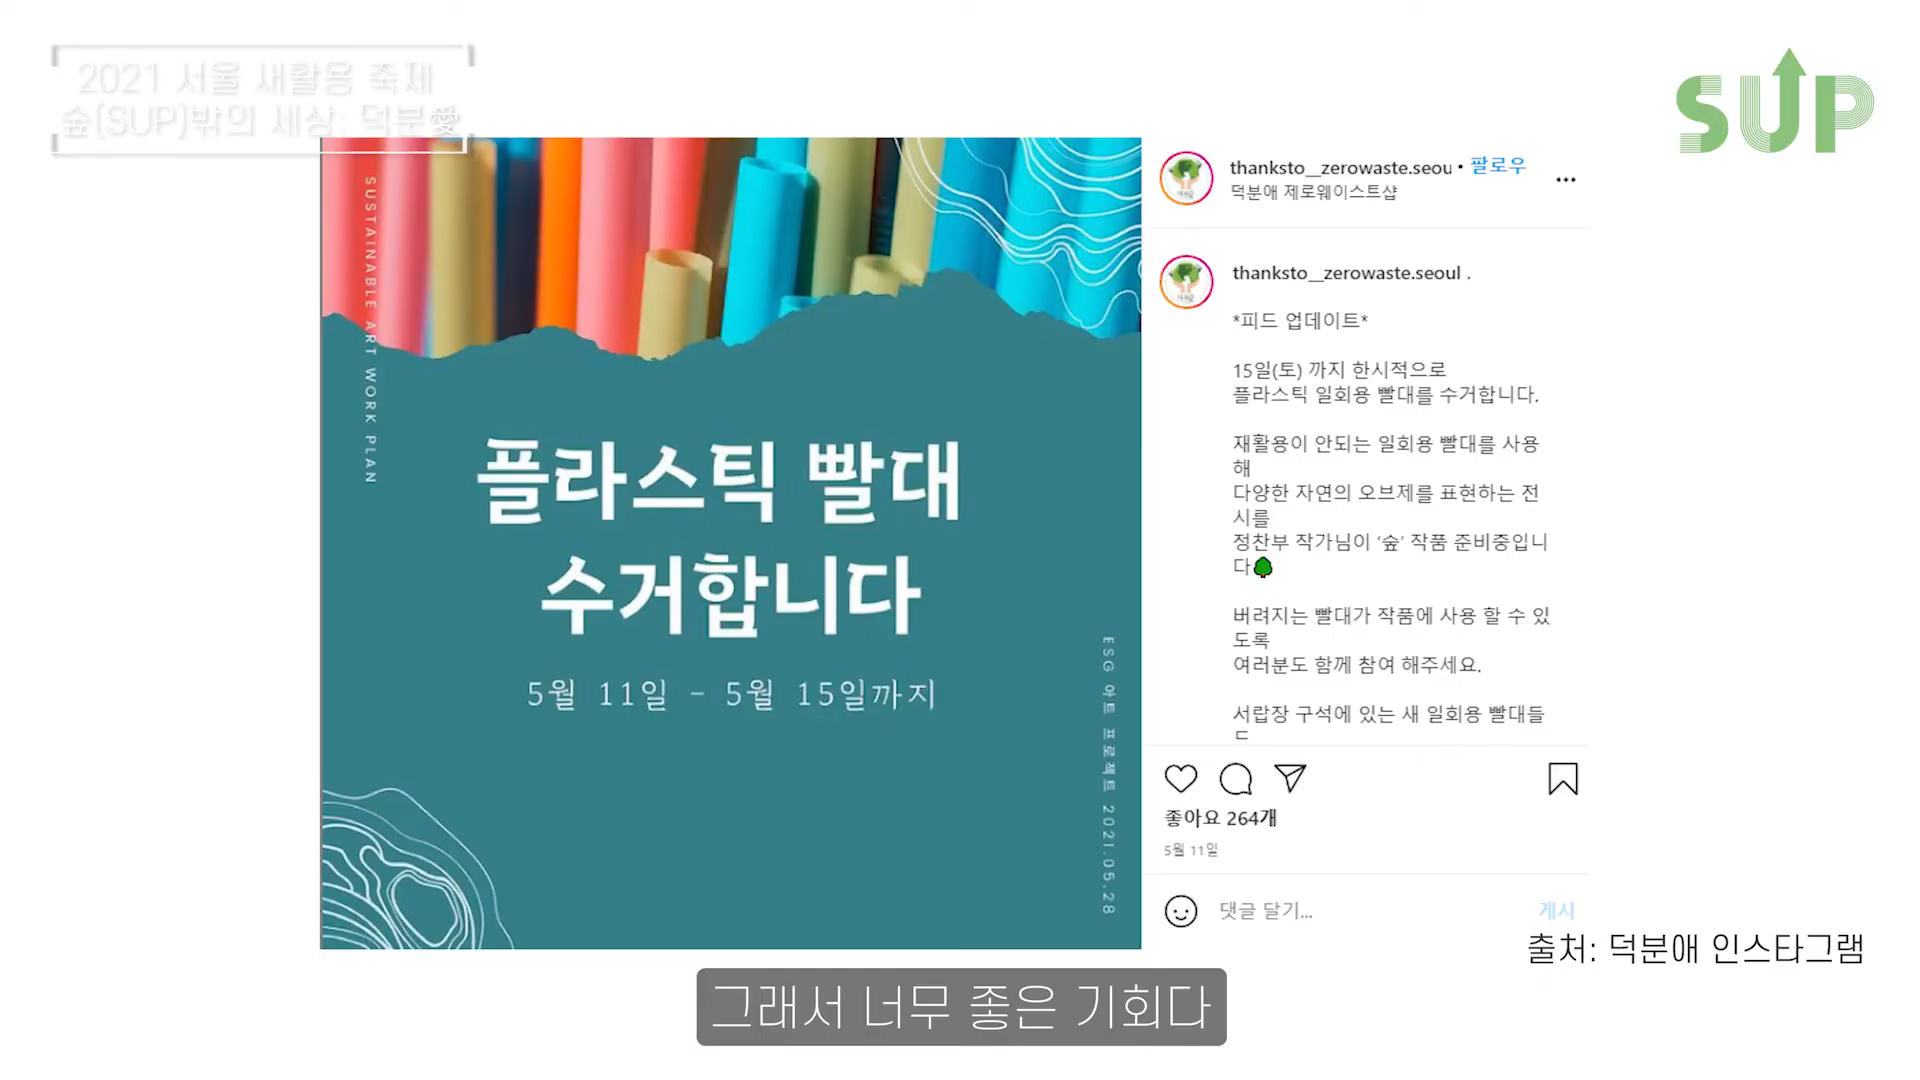 2021 서울 새활용 축제
숲(SUP)밖의 세상: 덕분愛
SUP
SUSTAINABLE ART WORK PLAN
플라스틱 빨대
수거합니다
5월 11일 - 5월 15일까지
ESG 아트 프로젝트 2021.05.28
thanksto__zerowaste.seou • 팔로우
덕분애 제로웨이스트샵
thanksto__zerowaste.seoul .
*피드 업데이트*
15일(토) 까지 한시적으로
플라스틱 일회용 빨대를 수거합니다.
재활용이 안되는 일회용 빨대를 사용
해
다양한 자연의 오브제를 표현하는 전
시를
정찬부 작가님이 ‘숲’ 작품 준비중입니
다🌳
버려지는 빨대가 작품에 사용 할 수 있
도록
여러분도 함께 참여 해주세요.
서랍장 구석에 있는 새 일회용 빨대들
좋아요 264개
5월 11일
댓글 달기...
게시
출처: 덕분애 인스타그램
그래서 너무 좋은 기회다